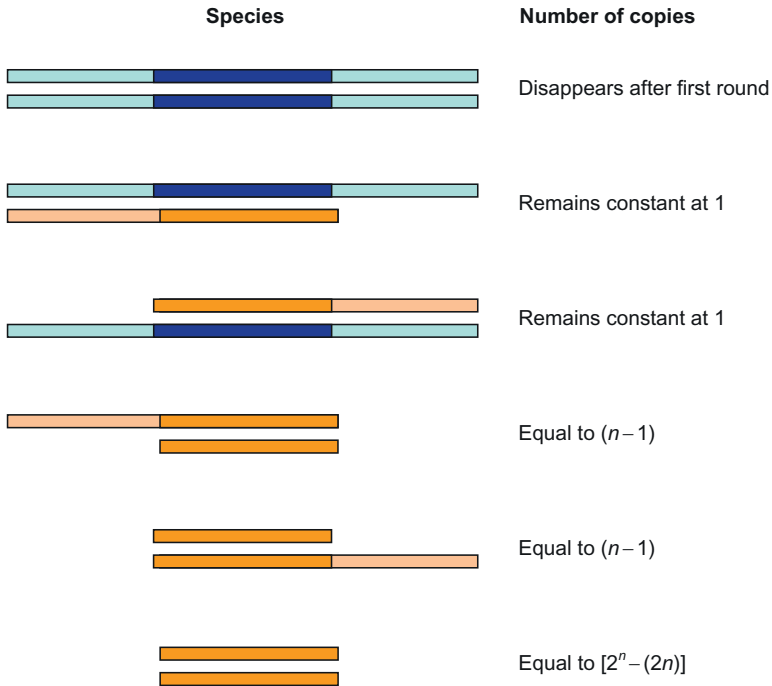 Species Number of copies
Disappears after first round
Remains constant at 1
Remains constant at 1
Equal to (n – 1)
Equal to (n – 1)
Equal to [2ⁿ – (2n)]